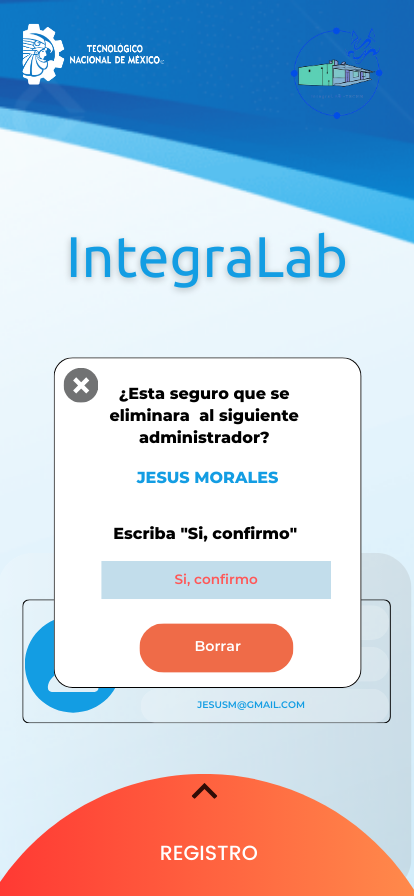 TECNOLÓGICO
NACIONAL DE MÉXICO
IntegraLab
¿Esta seguro que se
eliminara al siguiente
administrador?
JESUS MORALES
Escriba "Si, confirmo"
Si, confirmo
Borrar
JESUSM@GMAIL.COM
REGISTRO